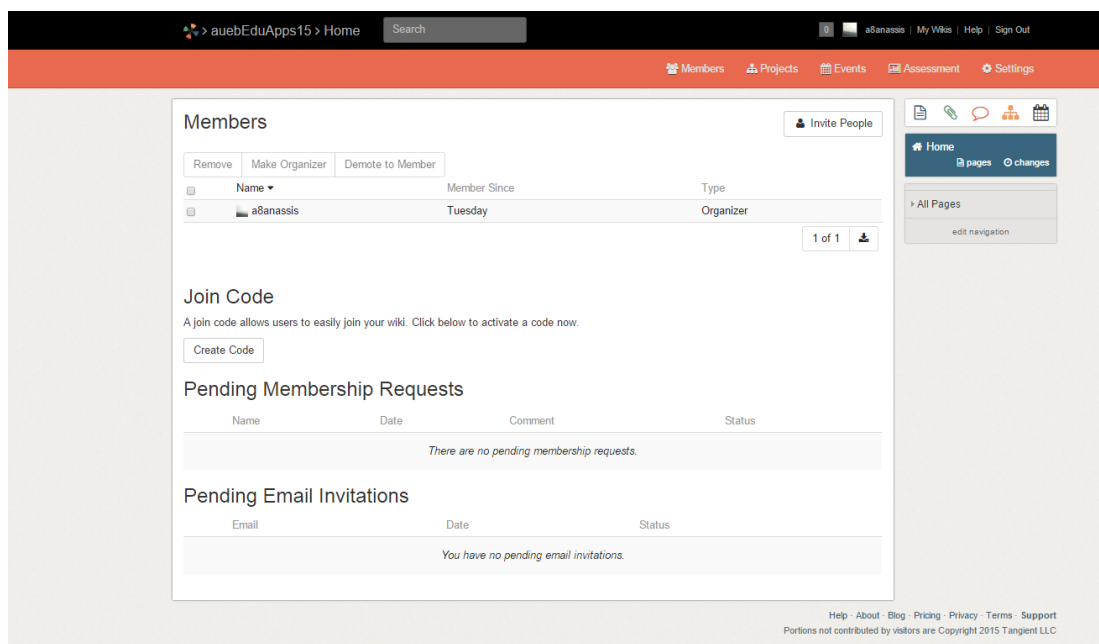 auebEduApps15 › Home Search 0 a8anassis | My Wikis | Help | Sign Out
Members Projects Events Assessment Settings
Members
Invite People
Remove Make Organizer Demote to Member
Name Member Since Type
a8anassis Tuesday Organizer
1 of 1
Join Code
A join code allows users to easily join your wiki. Click below to activate a code now.
Create Code
Pending Membership Requests
Name Date Comment Status
There are no pending membership requests.
Pending Email Invitations
Email Date Status
You have no pending email invitations.
Home
pages changes
All Pages
edit navigation
Help · About · Blog · Pricing · Privacy · Terms · Support
Portions not contributed by visitors are Copyright 2015 Tangient LLC